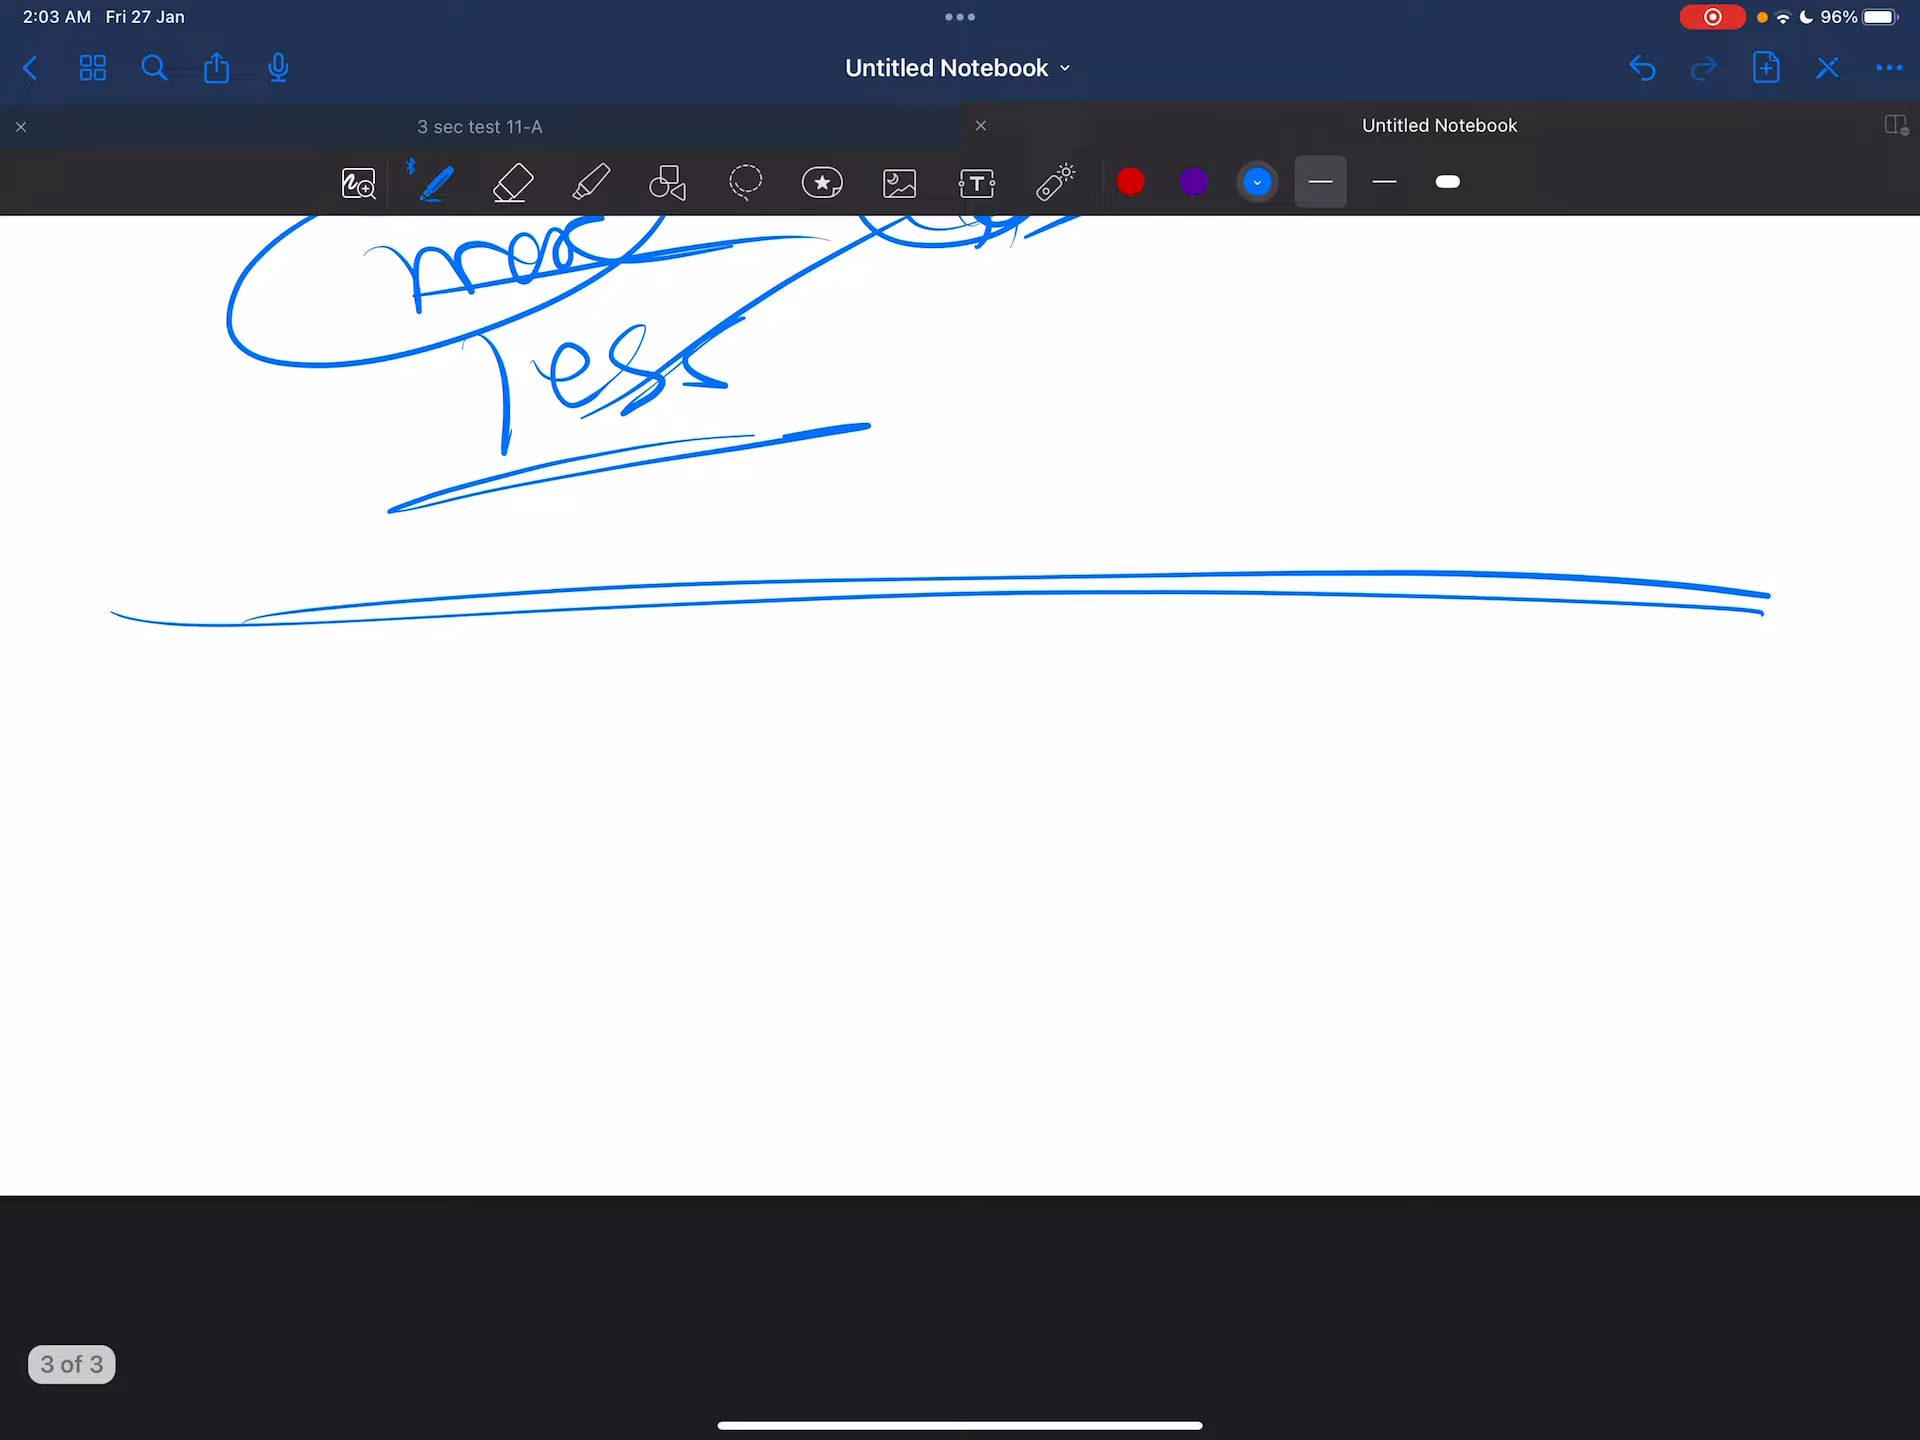 2:03 AM Fri 27 Jan
96%
Untitled Notebook
3 sec test 11-A
Untitled Notebook
T
Test
3 of 3